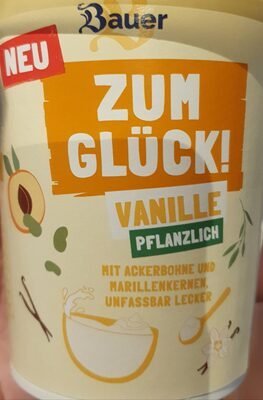 Bauer
NEU
ZUM
GLÜCK!
VANILLE
PFLANZLICH
MIT ACKERBOHNE UND
MARILLENKERNEN,
UNFASSBAR LECKER